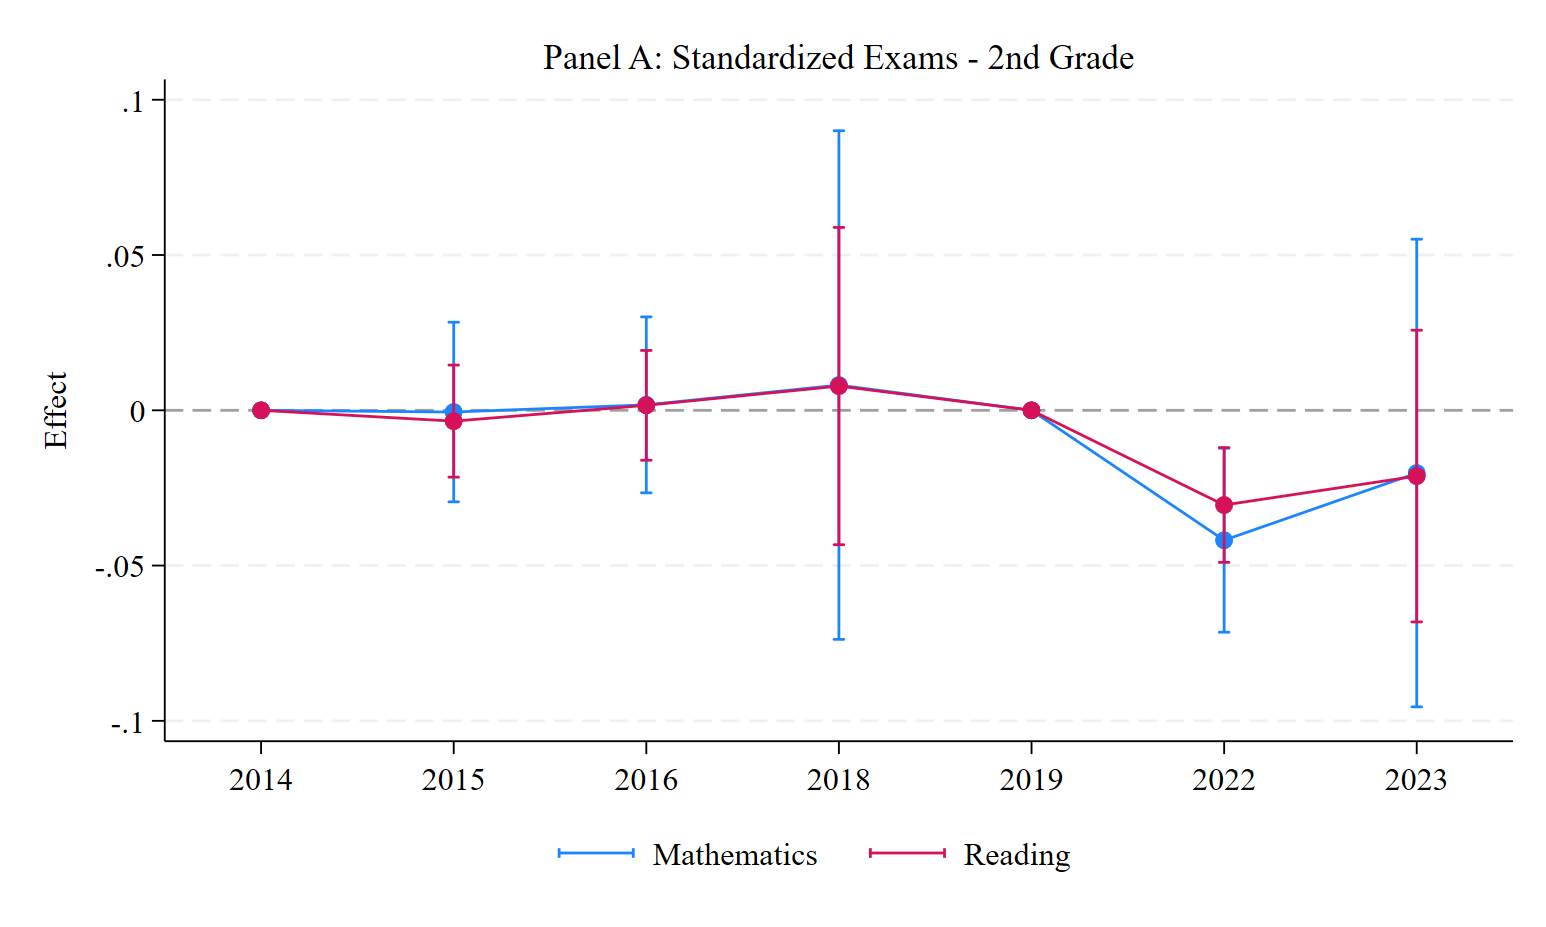 Panel A: Standardized Exams - 2nd Grade
.1
.05
0
-.05
-.1
Effect
2014 2015 2016 2018 2019 2022 2023
Mathematics Reading